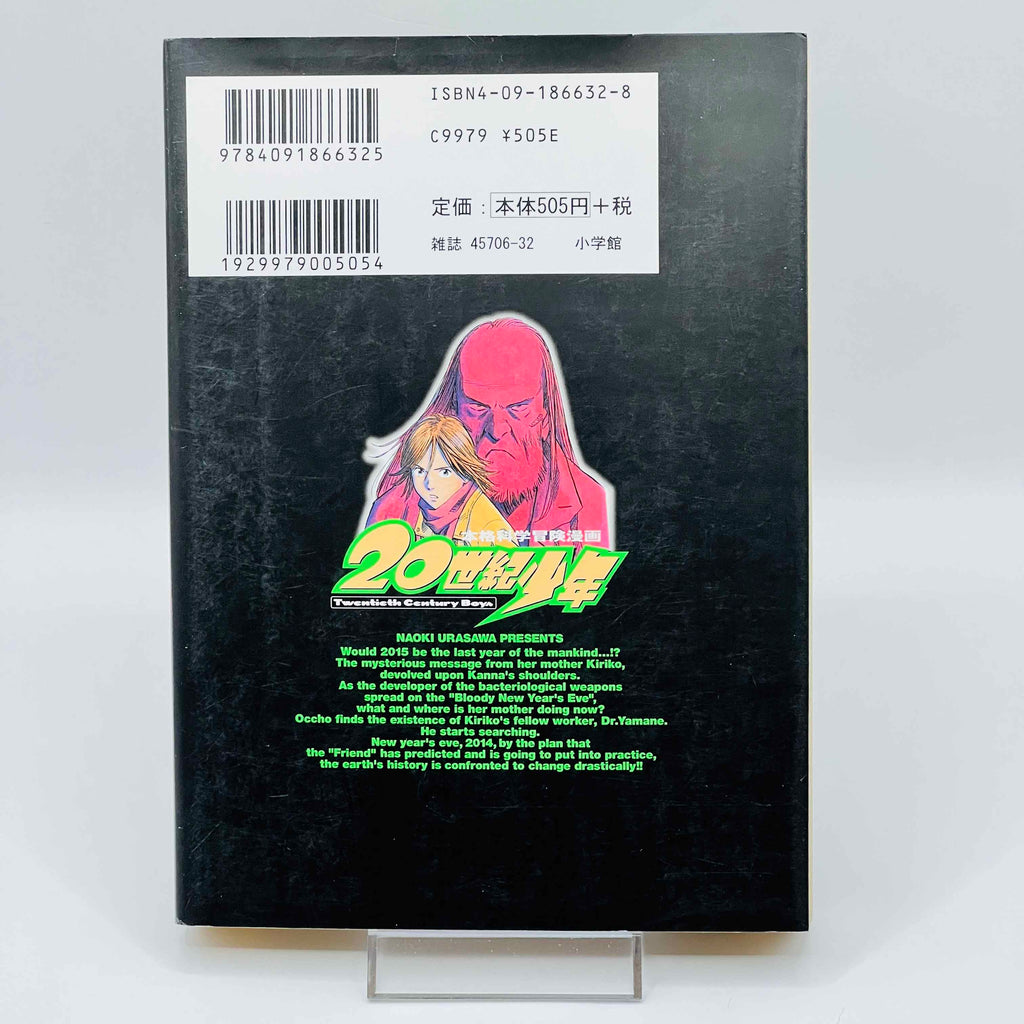 ISBN4-09-186632-8
9784091866325
C9979 ¥505E
定価：本体505円+税
1929979005054
雑誌 45706-32 小学館
本格科学冒険漫画
20世紀少年
Twentieth Century Boys
NAOKI URASAWA PRESENTS
Would 2015 be the last year of the mankind...!?
The mysterious message from her mother Kiriko,
devolved upon Kanna's shoulders.
As the developer of the bacteriological weapons
spread on the "Bloody New Year's Eve",
what and where is her mother doing now?
Occho finds the existence of Kiriko's fellow worker, Dr.Yamane.
He starts searching.
New year's eve, 2014, by the plan that
the "Friend" has predicted and is going to put into practice,
the earth's history is confronted to change drastically!!